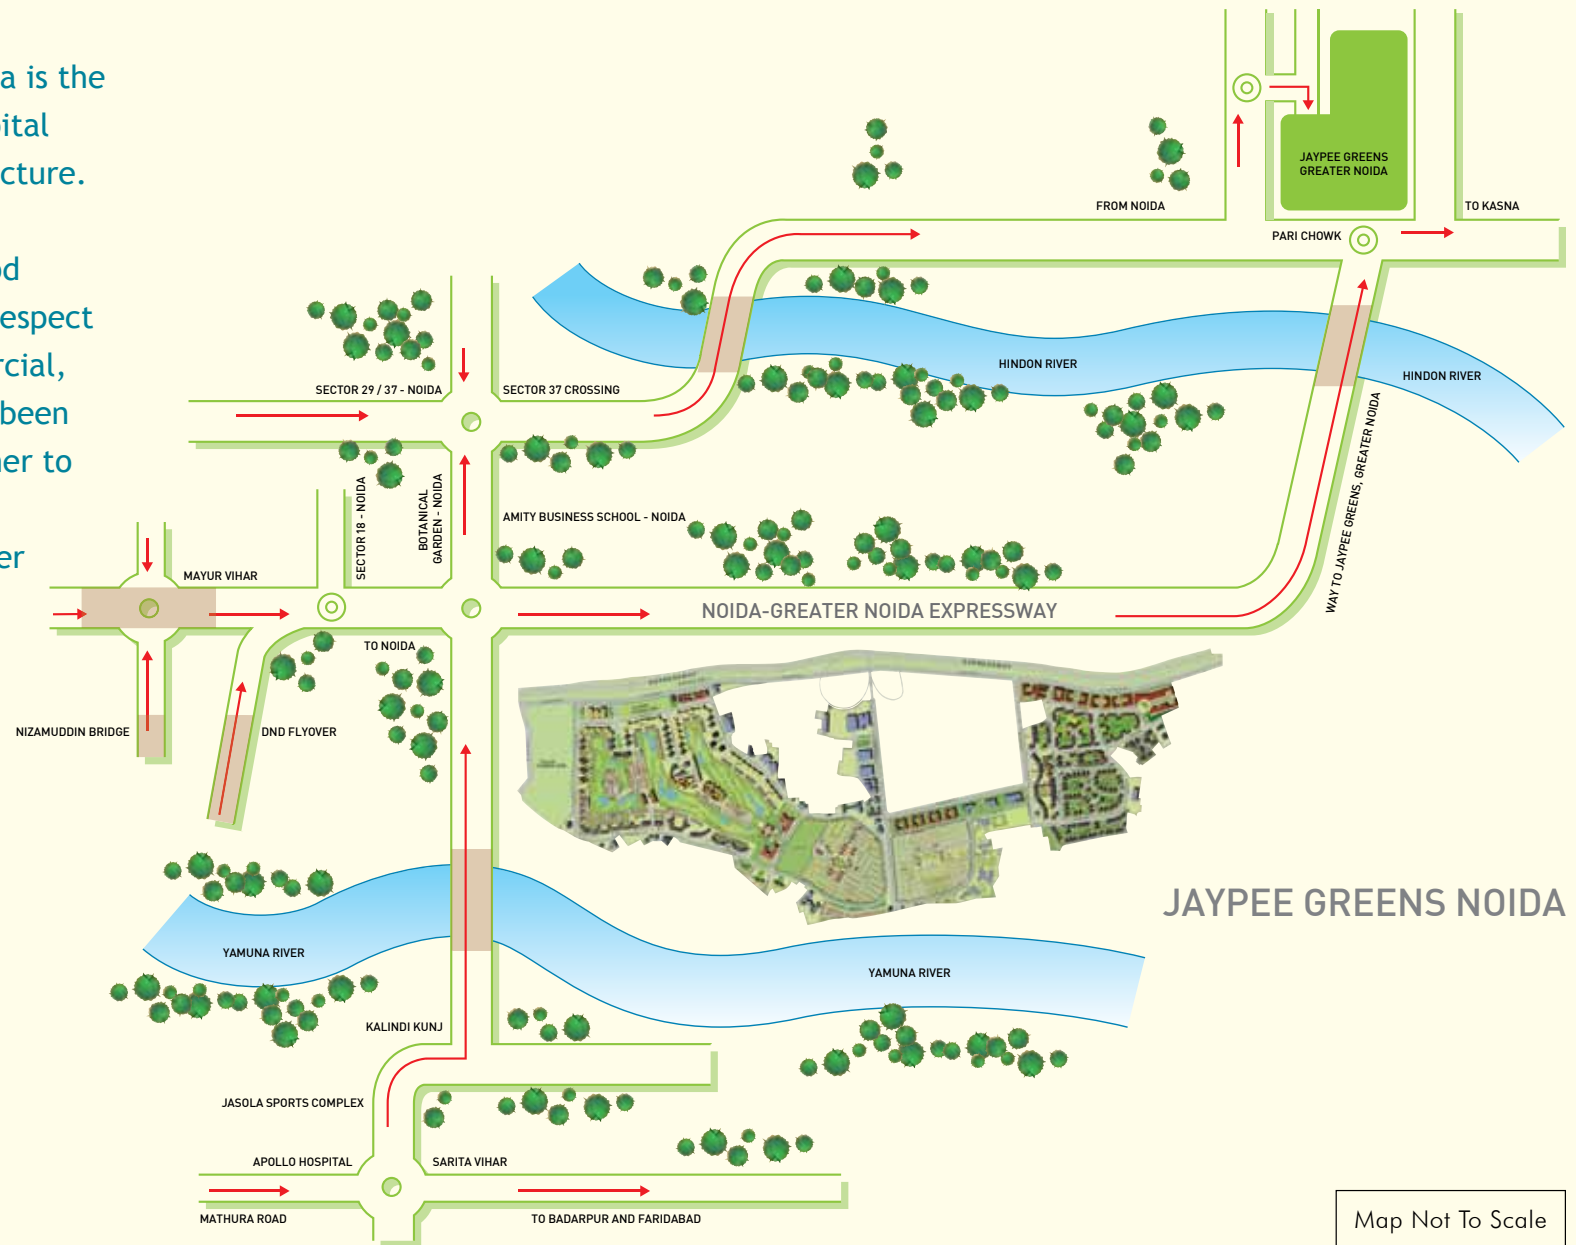 a is the
pital
cture.
od
espect
rcial,
been
ner to
er
JAYPEE GREENS
GREATER NOIDA
FROM NOIDA
TO KASNA
PARI CHOWK
HINDON RIVER
HINDON RIVER
SECTOR 29 / 37 - NOIDA
SECTOR 37 CROSSING
WAY TO JAYPEE GREENS, GREATER NOIDA
SECTOR 18 - NOIDA
BOTANICAL
GARDEN - NOIDA
AMITY BUSINESS SCHOOL - NOIDA
MAYUR VIHAR
NOIDA-GREATER NOIDA EXPRESSWAY
TO NOIDA
NIZAMUDDIN BRIDGE
DND FLYOVER
JAYPEE GREENS NOIDA
YAMUNA RIVER
YAMUNA RIVER
KALINDI KUNJ
JASOLA SPORTS COMPLEX
APOLLO HOSPITAL
SARITA VIHAR
MATHURA ROAD
TO BADARPUR AND FARIDABAD
Map Not To Scale